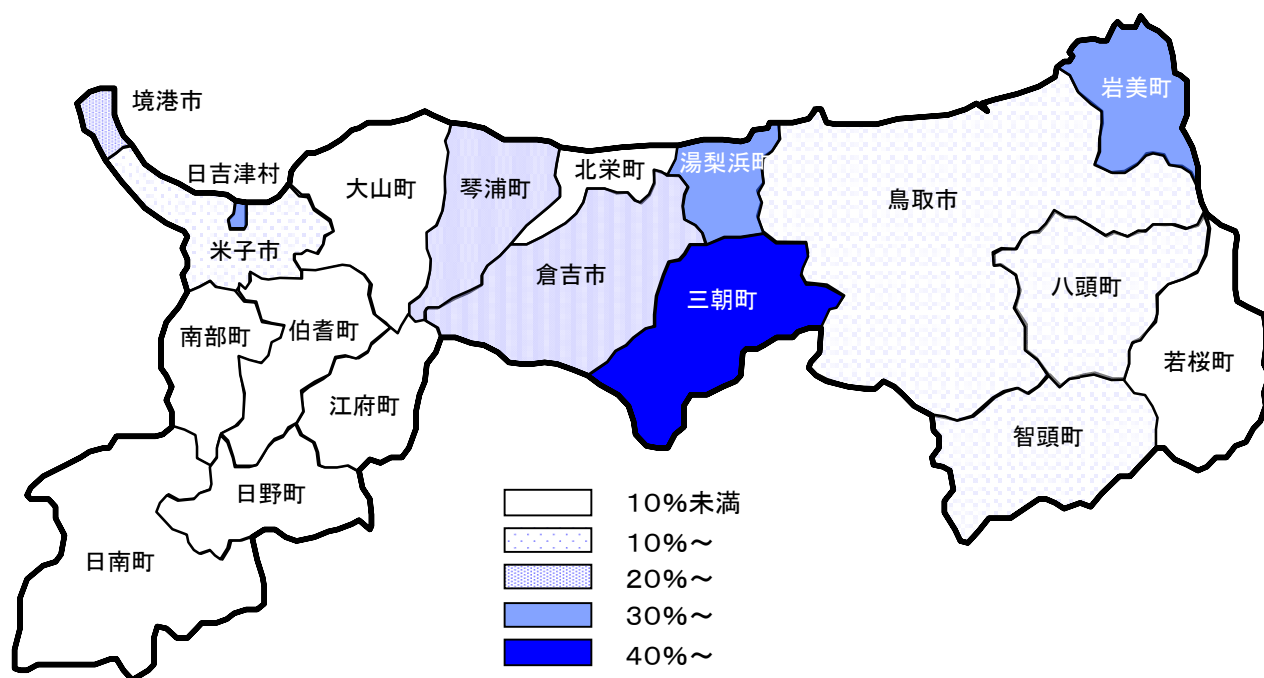 境港市
岩美町
日吉津村
大山町
琴浦町
北栄町
湯梨浜町
鳥取市
米子市
倉吉市
三朝町
八頭町
南部町
伯耆町
若桜町
江府町
智頭町
日野町
日南町
10%未満
10%~
20%~
30%~
40%~